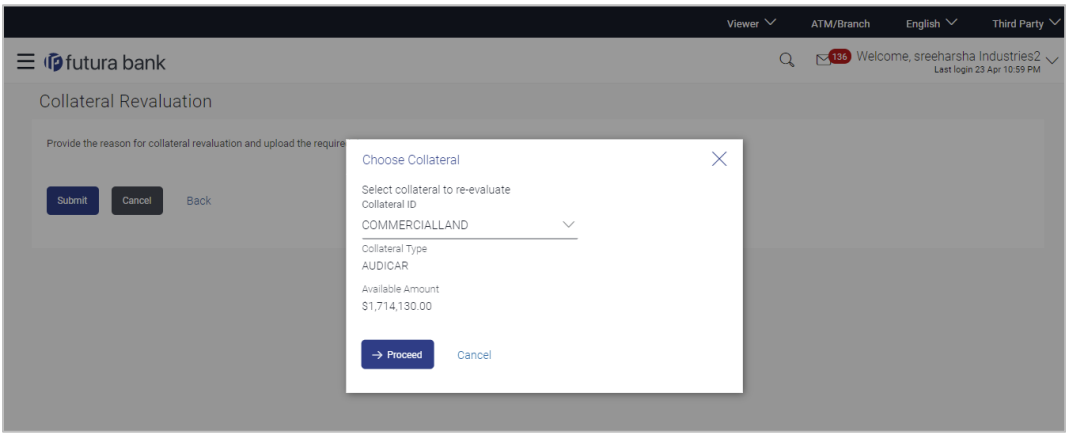 Viewer ATM/Branch English Third Party
futura bank 136 Welcome, sreeharsha Industries2
Last login 23 Apr 10:59 PM
Collateral Revaluation
Provide the reason for collateral revaluation and upload the require
Submit Cancel Back
Choose Collateral
Select collateral to re-evaluate
Collateral ID
COMMERCIALLAND
Collateral Type
AUDICAR
Available Amount
$1,714,130.00
Proceed Cancel